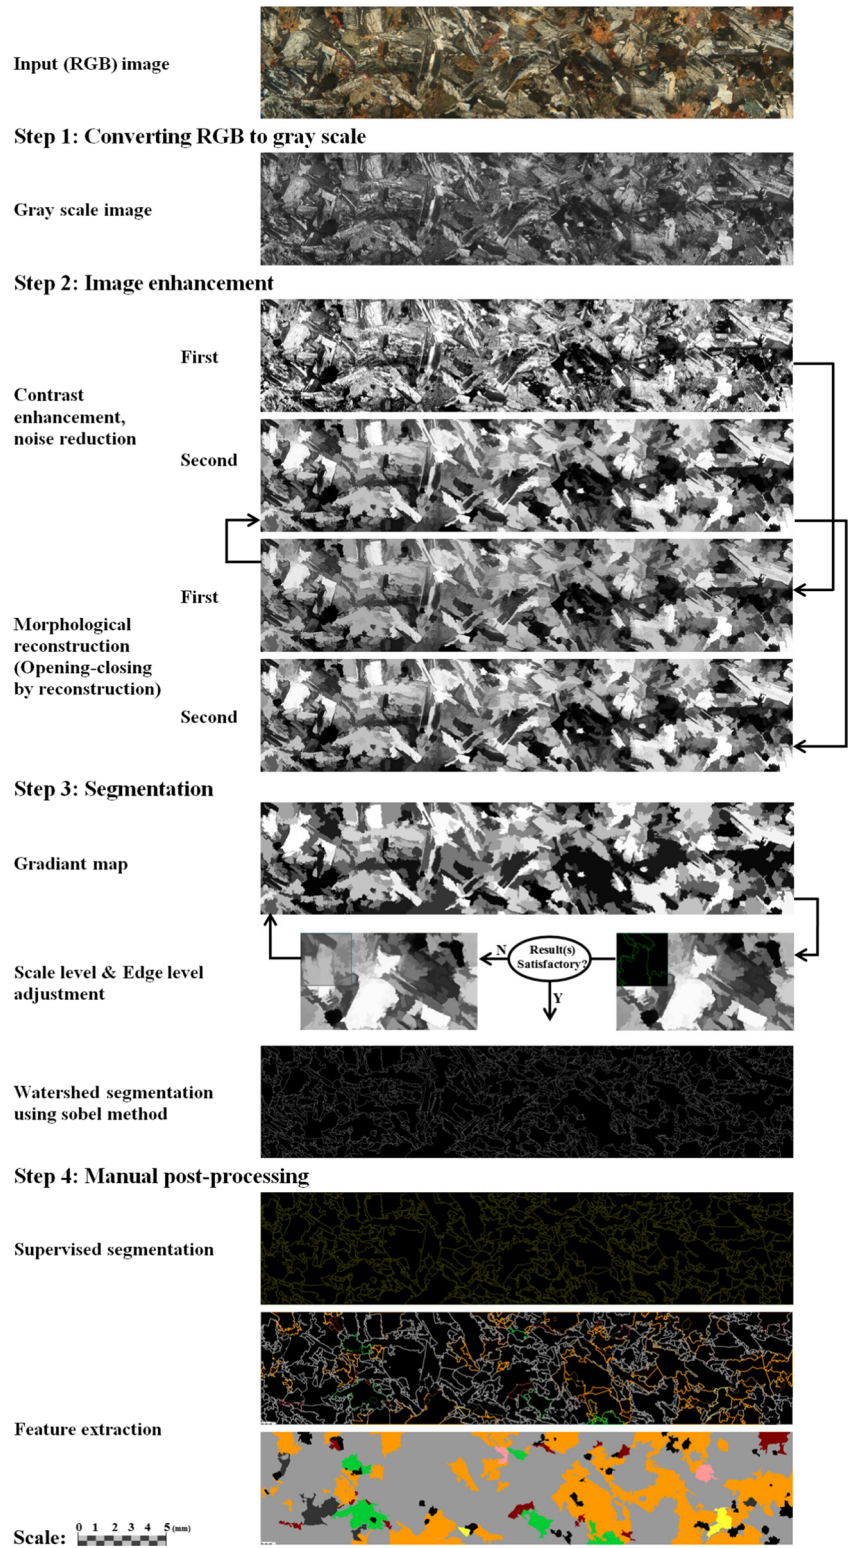 Input (RGB) image
Step 1: Converting RGB to gray scale
Gray scale image
Step 2: Image enhancement
First
Contrast
enhancement,
noise reduction
Second
First
Morphological
reconstruction
(Opening-closing
by reconstruction)
Second
Step 3: Segmentation
Gradiant map
N
Result(s)
Satisfactory?
Scale level & Edge level
adjustment
Y
Watershed segmentation
using sobel method
Step 4: Manual post-processing
Supervised segmentation
Feature extraction
Scale: 0 1 2 3 4 5 (mm)